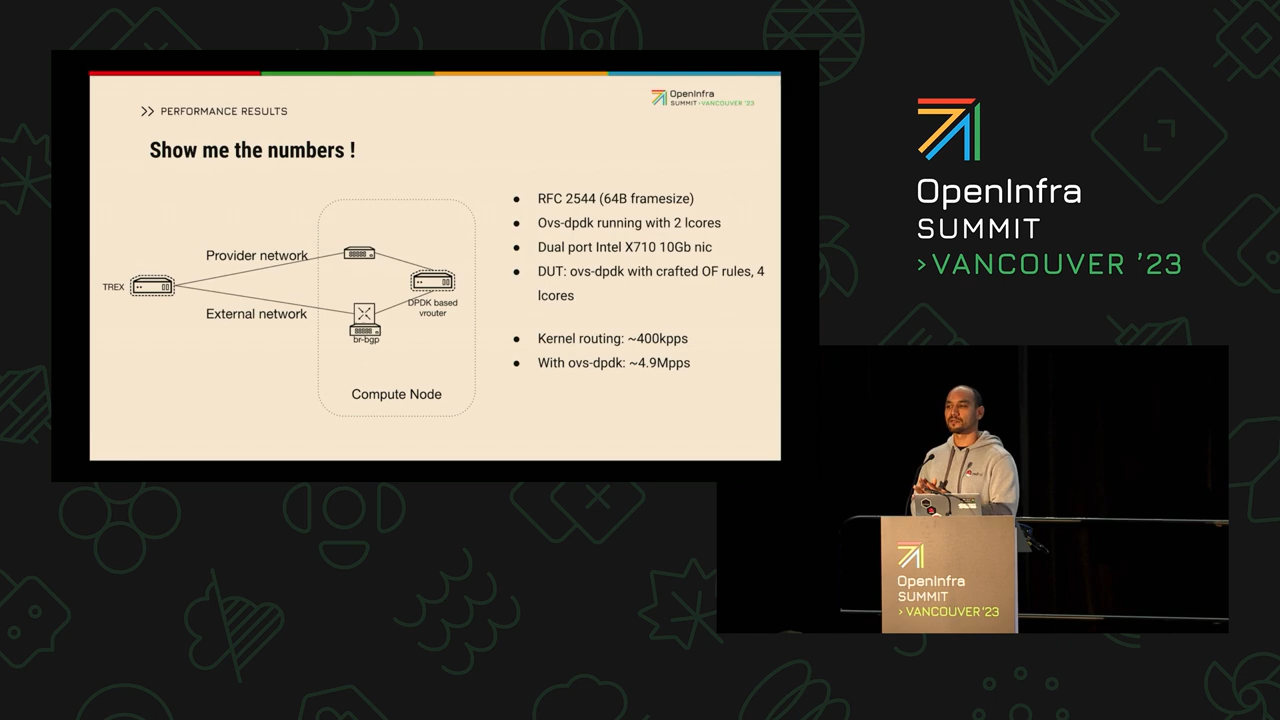 OpenInfra
SUMMIT >VANCOUVER '23
>> PERFORMANCE RESULTS
Show me the numbers !
TREX
Provider network
External network
DPDK based
vrouter
br-bgp
Compute Node
● RFC 2544 (64B framesize)
● Ovs-dpdk running with 2 lcores
● Dual port Intel X710 10Gb nic
● DUT: ovs-dpdk with crafted OF rules, 4
lcores
● Kernel routing: ~400kpps
● With ovs-dpdk: ~4.9Mpps
OpenInfra
SUMMIT
>VANCOUVER '23
OpenInfra
SUMMIT
> VANCOUVER '23